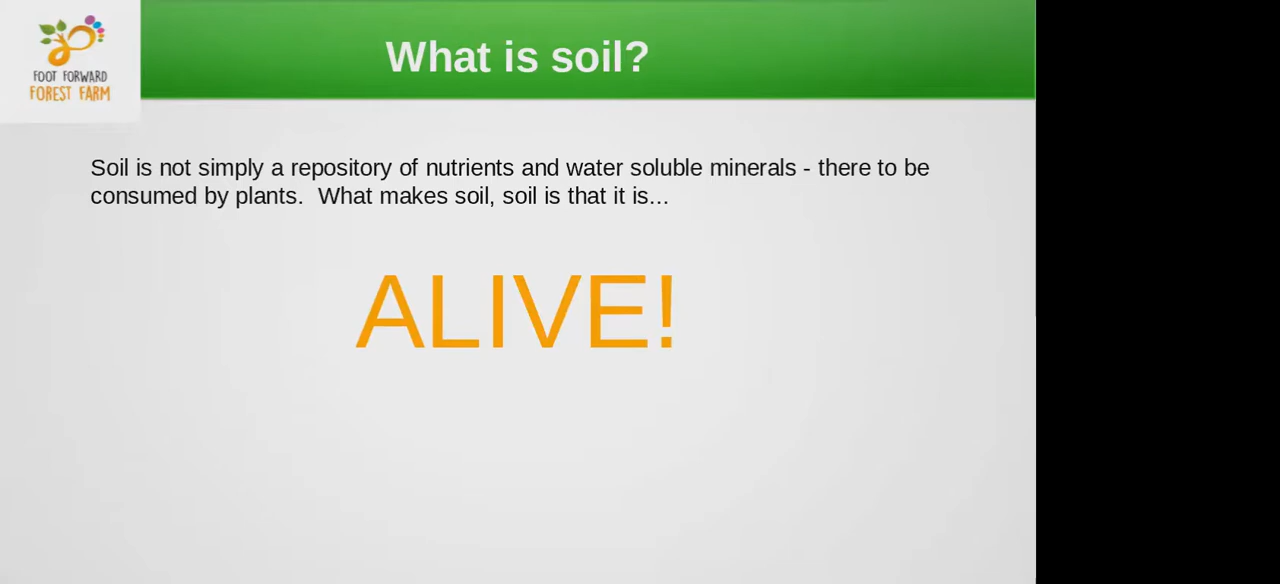 What is soil?
FOOT FORWARD
FOREST FARM
Soil is not simply a repository of nutrients and water soluble minerals - there to be
consumed by plants.  What makes soil, soil is that it is...
ALIVE!